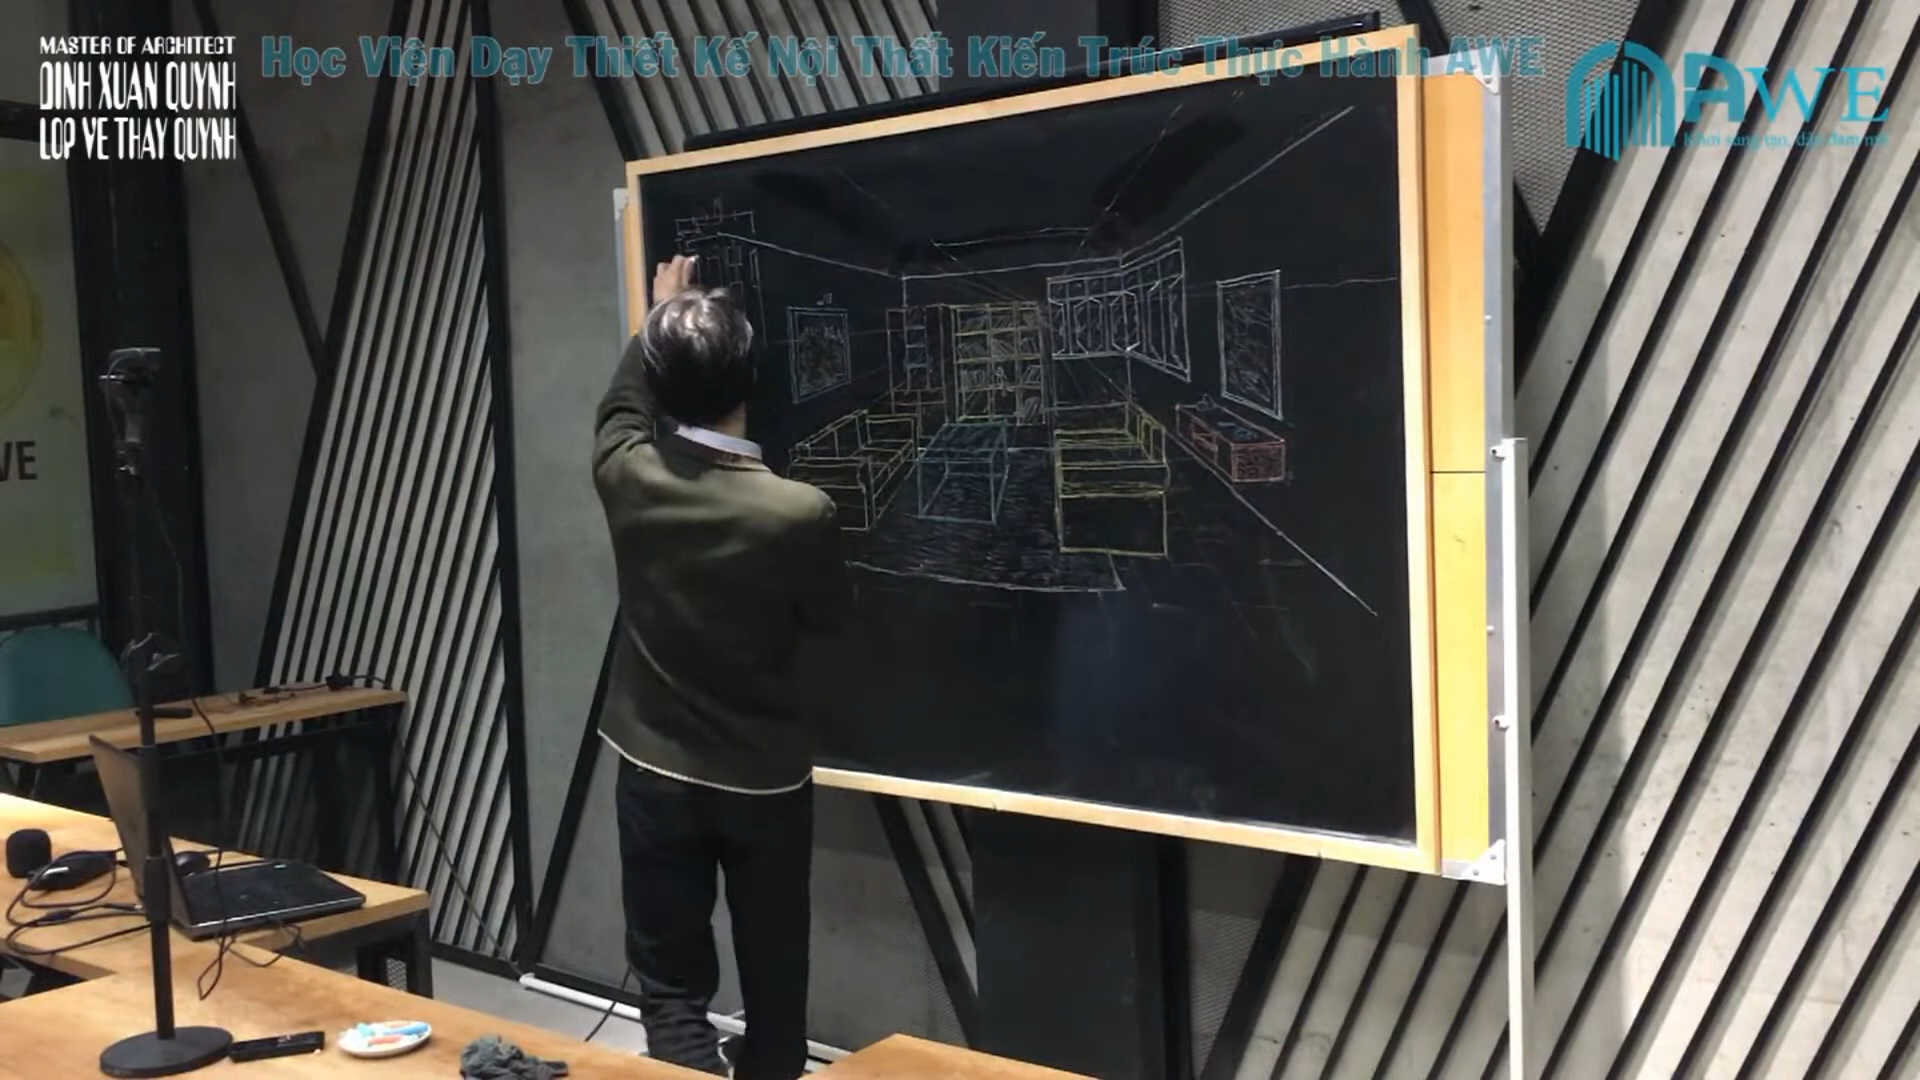 MASTER OF ARCHITECT
DINH XUAN QUYNH
LOP VE THAY QUYNH
Học Viện Dạy Thiết Kế Nội Thất Kiến Trúc Thực Hành AWE
AWE
VE